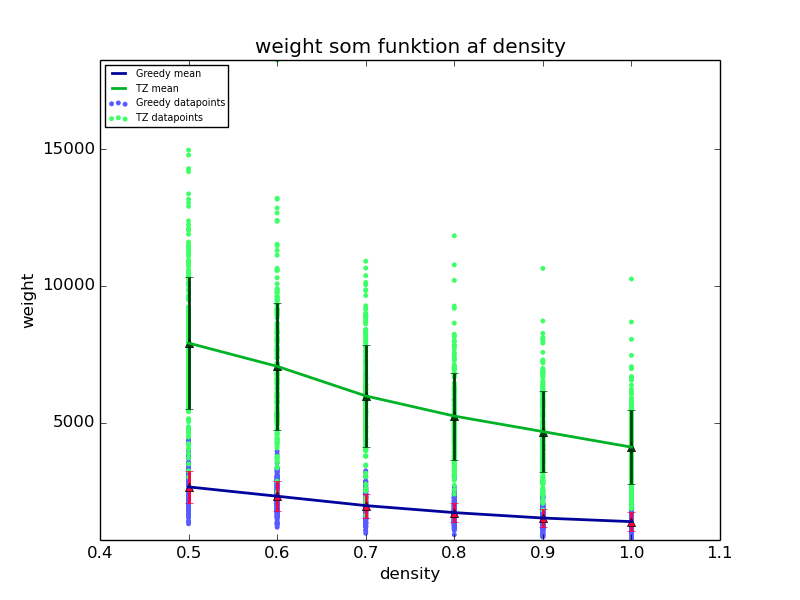 weight som funktion af density
Greedy mean
TZ mean
Greedy datapoints
TZ datapoints
15000
10000
5000
weight
0.4 0.5 0.6 0.7 0.8 0.9 1.0 1.1
density